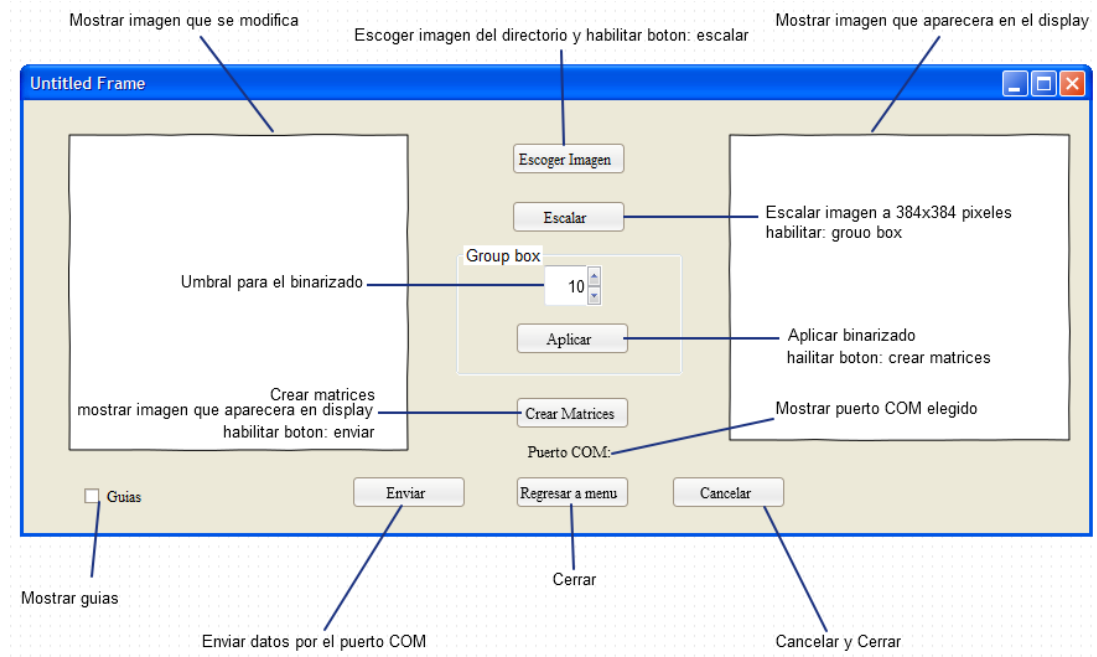 Mostrar imagen que se modifica
Mostrar imagen que aparecera en el display
Escoger imagen del directorio y habilitar boton: escalar
Untitled Frame
Escoger Imagen
Escalar
Escalar imagen a 384x384 pixeles
habilitar: grouo box
Group box
Umbral para el binarizado
10
Aplicar
Aplicar binarizado
hailitar boton: crear matrices
Crear matrices
mostrar imagen que aparecera en display
habilitar boton: enviar
Crear Matrices
Mostrar puerto COM elegido
Puerto COM:
Guias
Enviar
Regresar a menu
Cancelar
Cerrar
Mostrar guias
Enviar datos por el puerto COM
Cancelar y Cerrar